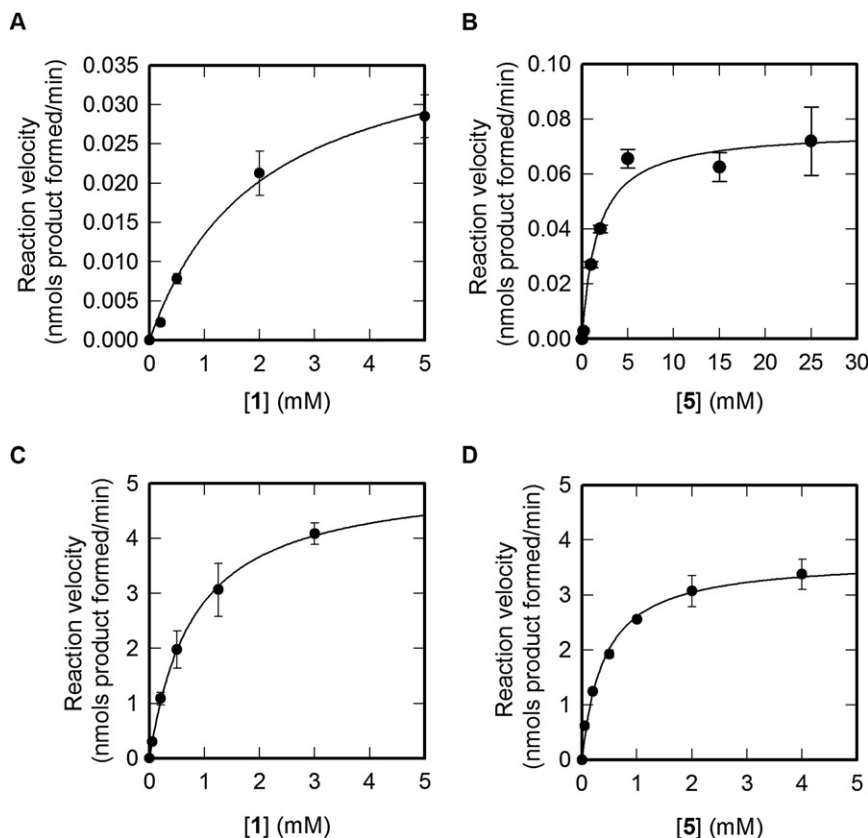 A
Reaction velocity
(nmols product formed/min)
0.035
0.030
0.025
0.020
0.015
0.010
0.005
0.000
0 1 2 3 4 5
[1] (mM)
B
Reaction velocity
(nmols product formed/min)
0.10
0.08
0.06
0.04
0.02
0.00
0 5 10 15 20 25 30
[5] (mM)
C
Reaction velocity
(nmols product formed/min)
5
4
3
2
1
0
0 1 2 3 4 5
[1] (mM)
D
Reaction velocity
(nmols product formed/min)
5
4
3
2
1
0
0 1 2 3 4 5
[5] (mM)